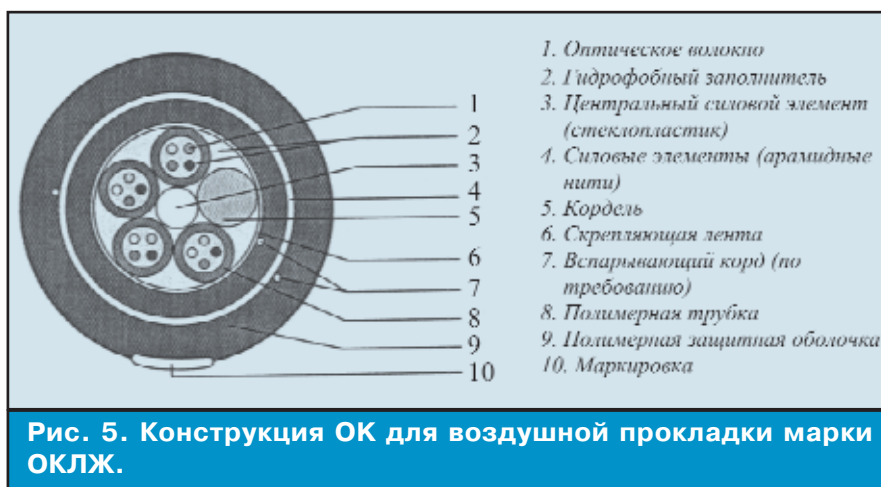 1
2
3
4
5
6
7
8
9
10
1. Оптическое волокно
2. Гидрофобный заполнитель
3. Центральный силовой элемент
(стеклопластик)
4. Силовые элементы (арамидные
нити)
5. Кордель
6. Скрепляющая лента
7. Вспарывающий корд (по
требованию)
8. Полимерная трубка
9. Полимерная защитная оболочка
10. Маркировка
Рис. 5. Конструкция ОК для воздушной прокладки марки
ОКЛЖ.